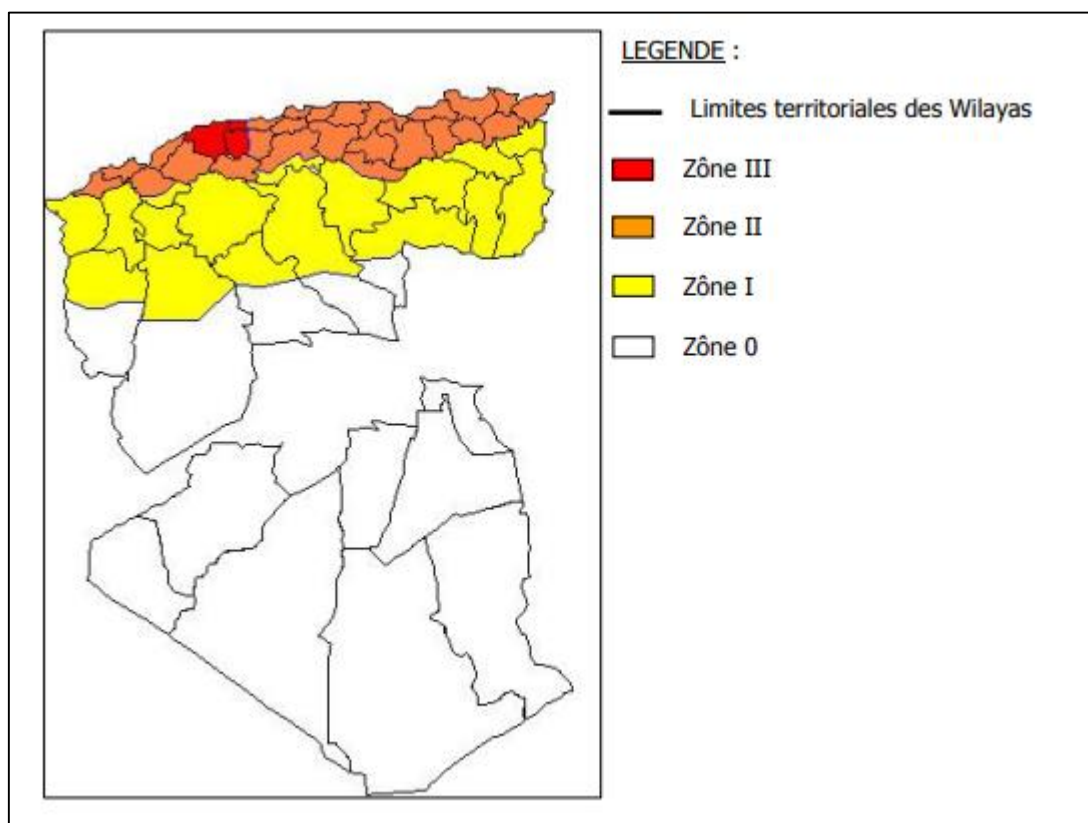 LEGENDE :
Limites territoriales des Wilayas
Zône III
Zône II
Zône I
Zône 0